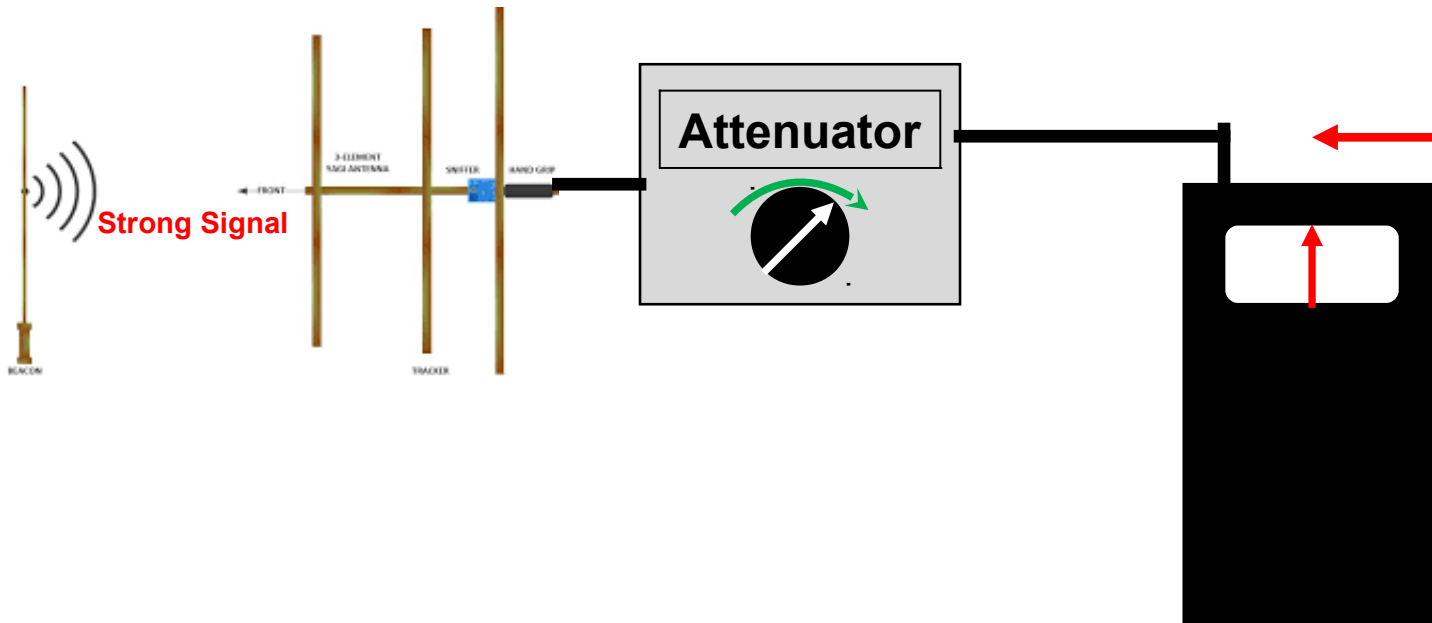 Attenuator
3-ELEMENT
YAGI ANTENNA
SNIFFER
HAND GRIP
FRONT
Strong Signal
BEACON
TRACKER